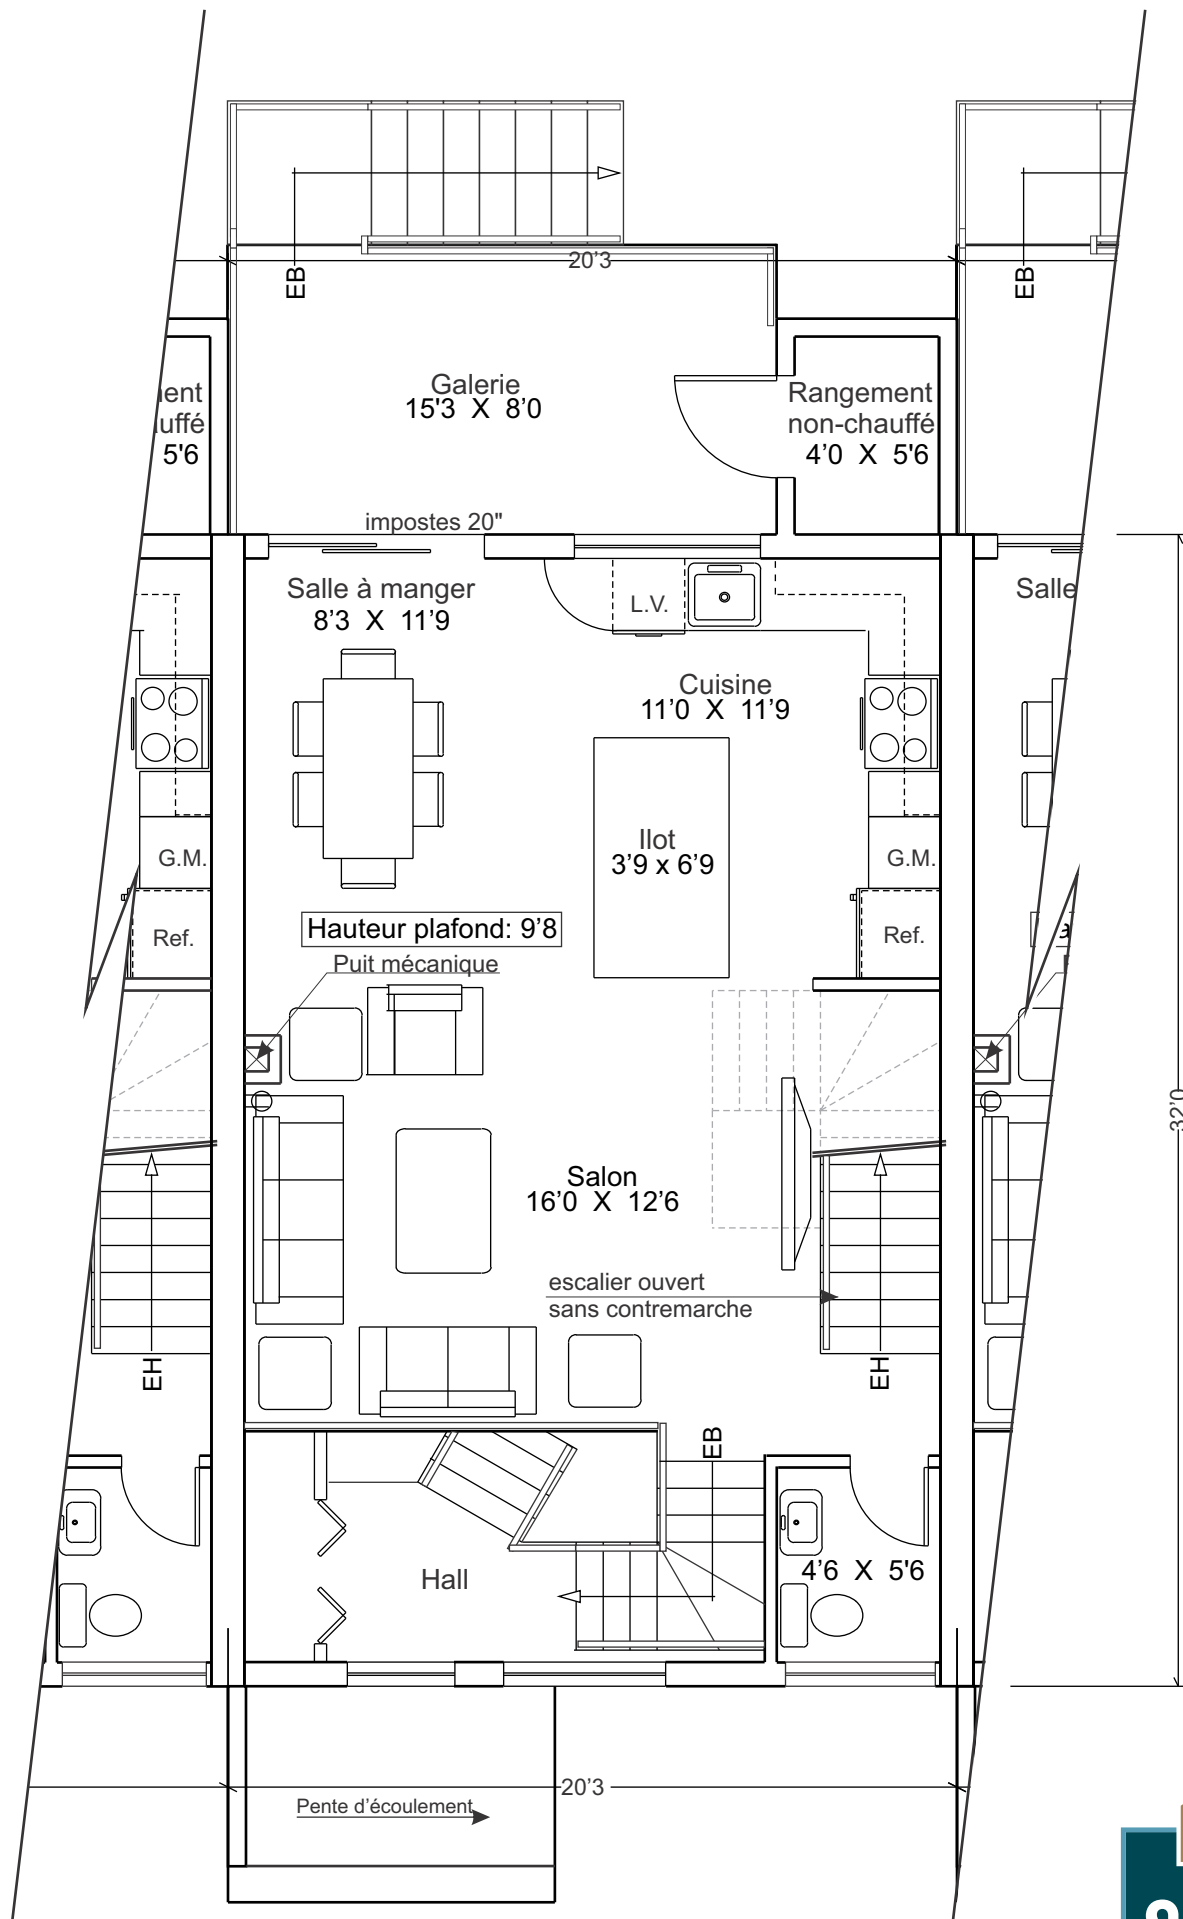 20'3
EB
EB
Galerie
15'3 X 8'0
Rangement
non-chauffé
4'0 X 5'6
5'6
impostes 20"
Salle à manger
8'3 X 11'9
L.V.
Salle
Cuisine
11'0 X 11'9
Ilot
3'9 x 6'9
G.M.
G.M.
Hauteur plafond: 9'8
Ref.
Ref.
Puit mécanique
32'0
Salon
16'0 X 12'6
escalier ouvert
sans contremarche
EH
EH
EB
Hall
4'6 X 5'6
20'3
Pente d'écoulement